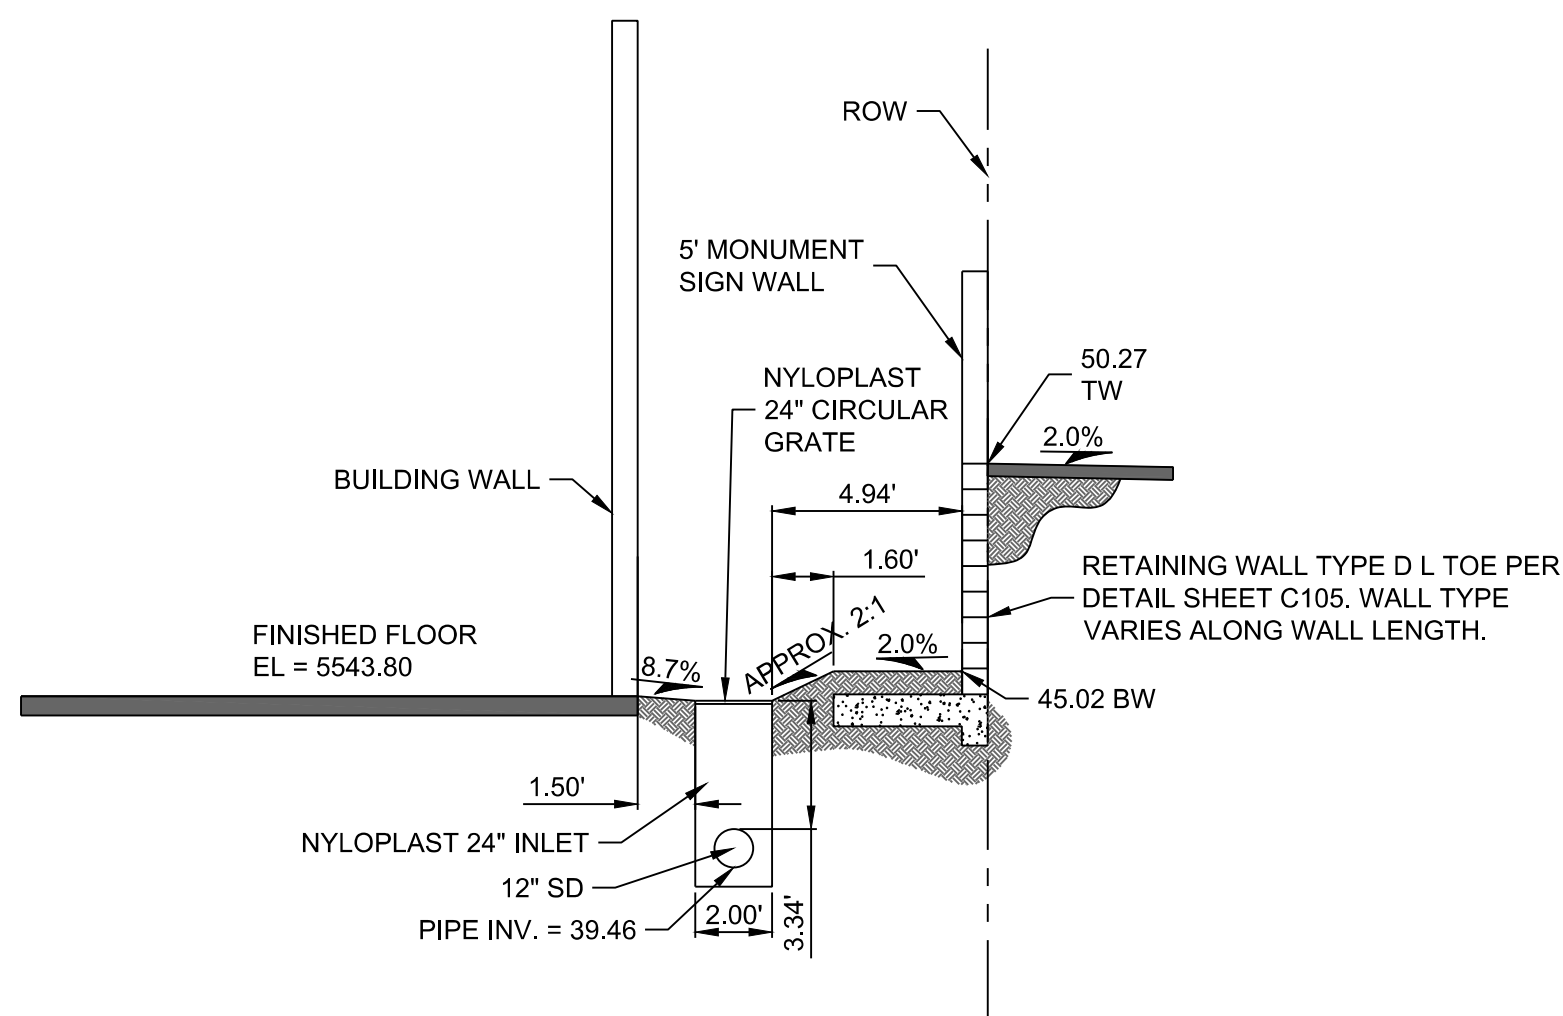 ROW
5' MONUMENT
SIGN WALL
50.27
TW
NYLOPLAST
24" CIRCULAR
GRATE
2.0%
BUILDING WALL
4.94'
1.60'
RETAINING WALL TYPE D L TOE PER
DETAIL SHEET C105. WALL TYPE
VARIES ALONG WALL LENGTH.
FINISHED FLOOR
EL = 5543.80
8.7%
APPROX. 2:1
2.0%
45.02 BW
1.50'
NYLOPLAST 24" INLET
12" SD
PIPE INV. = 39.46
2.00'
3.34'